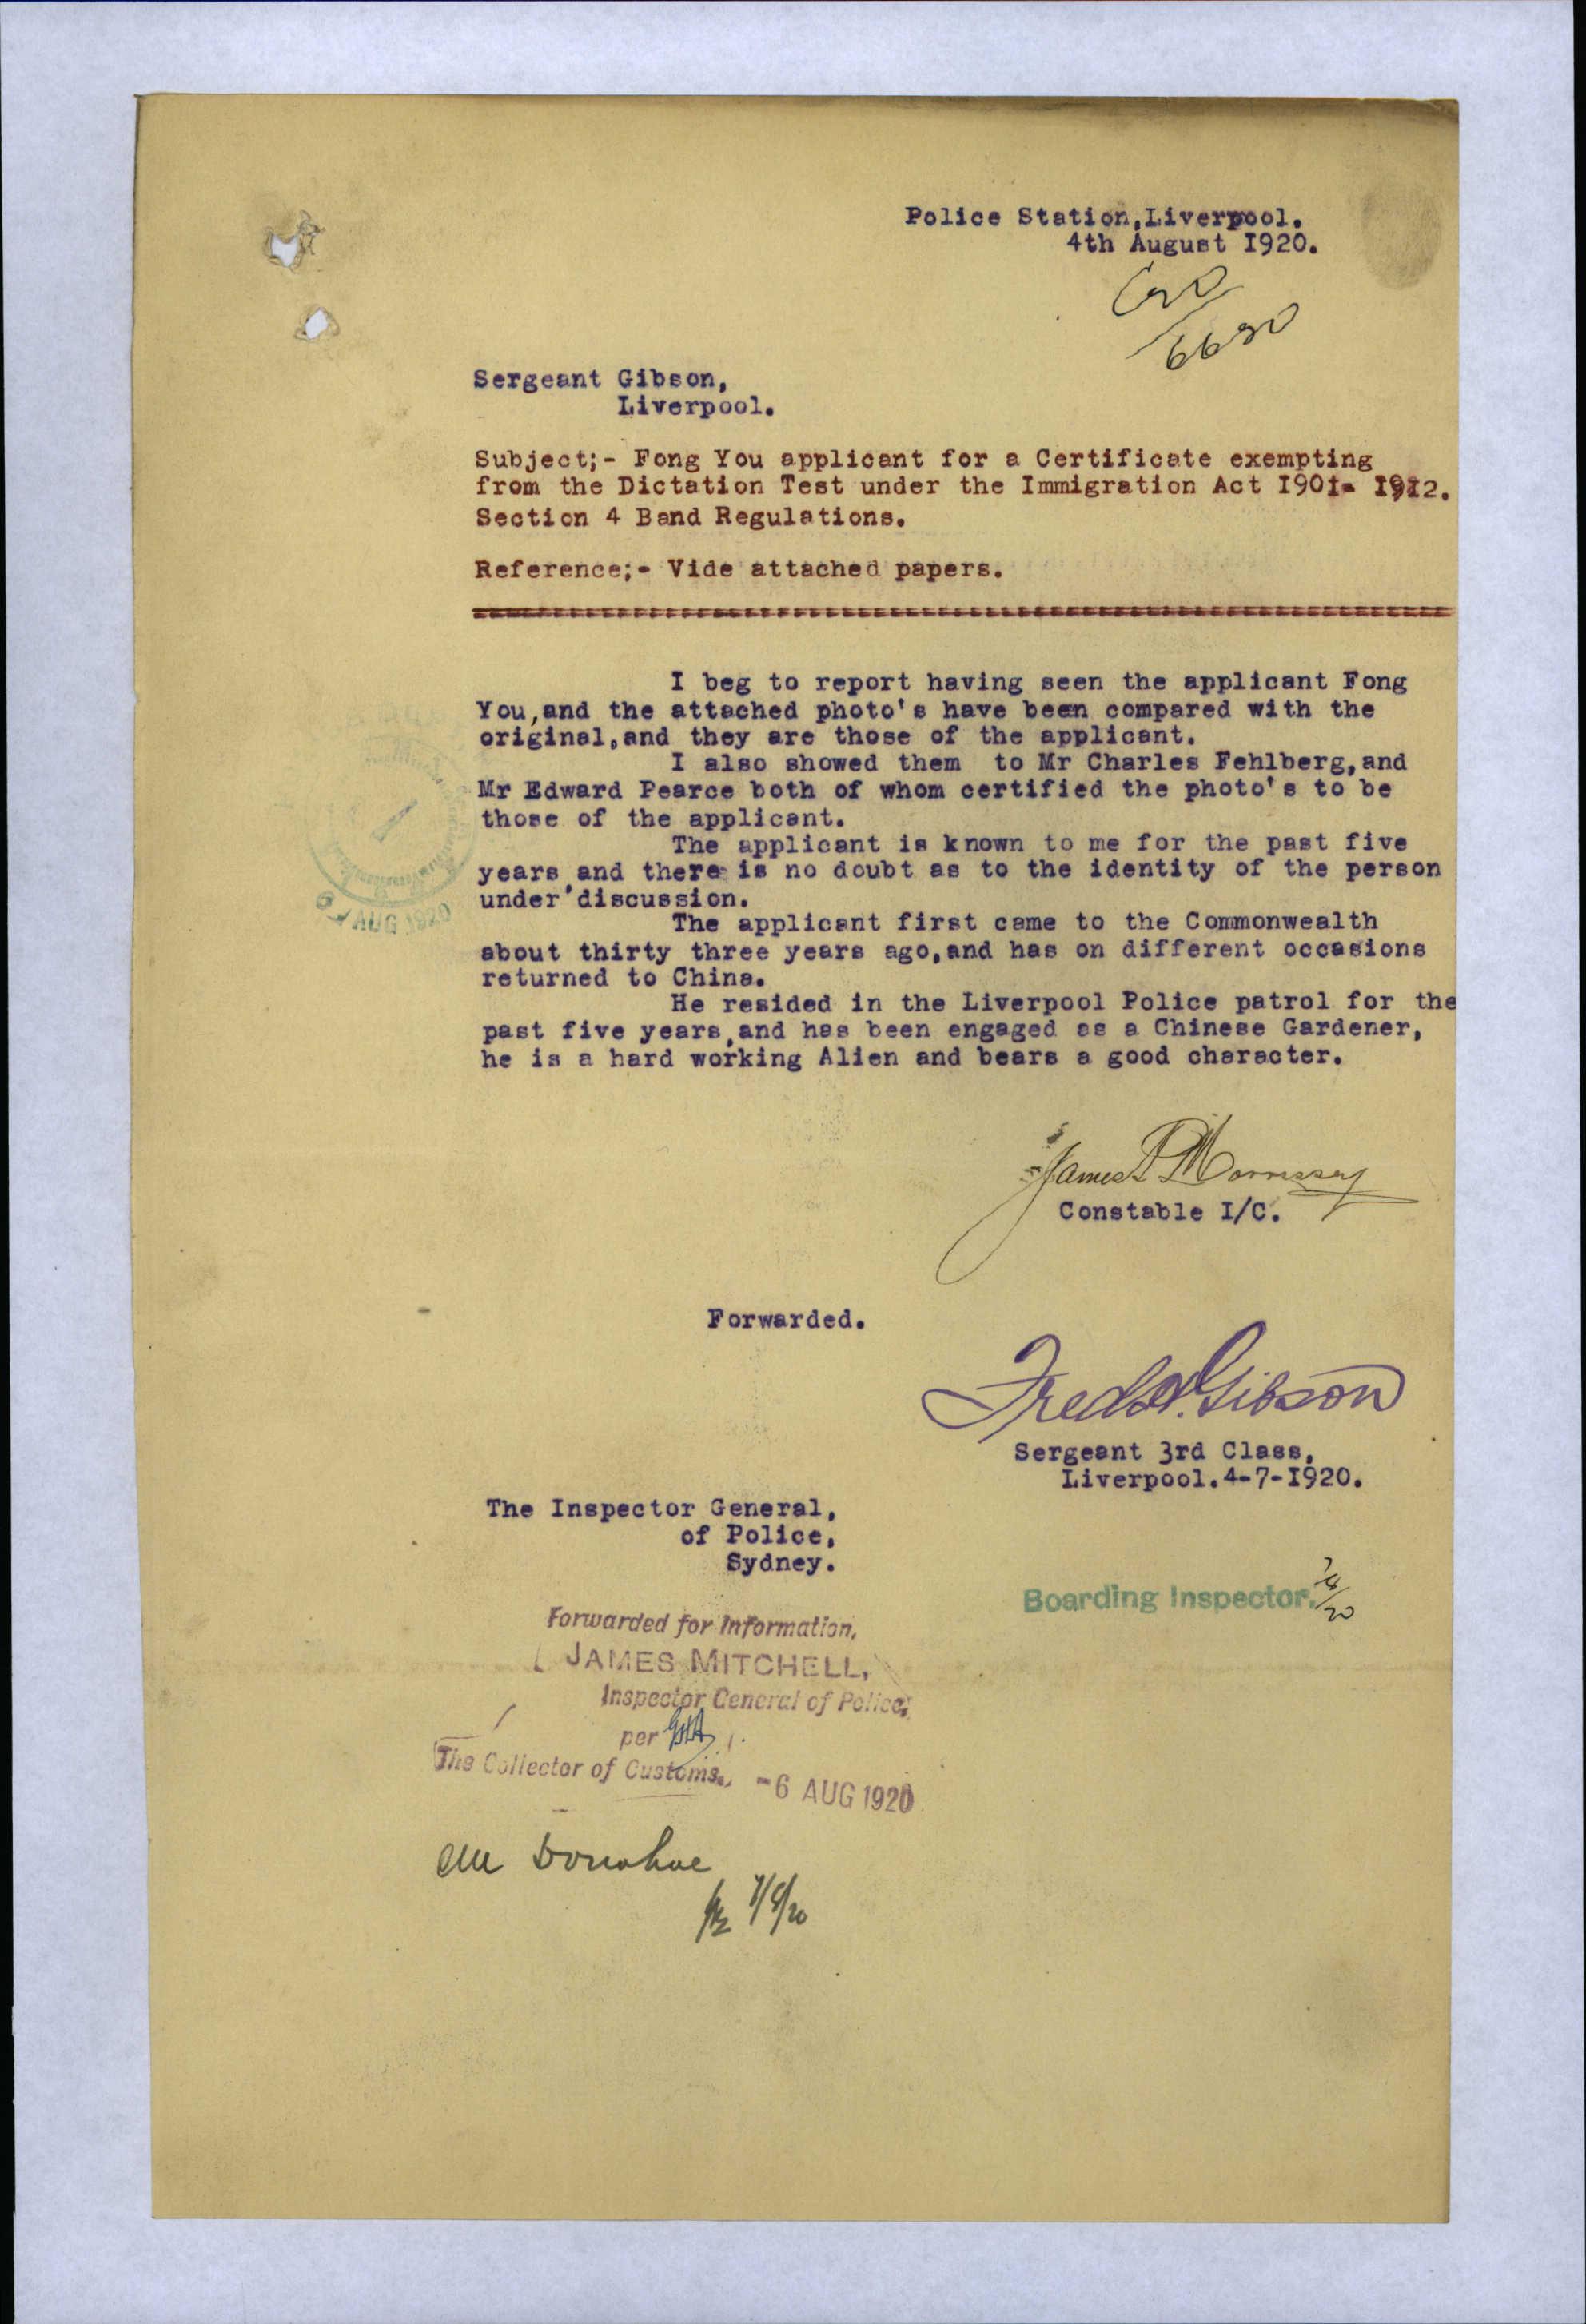 Police Station,Liverpool.
4th August I920.
C20/6680
Sergeant Gibson,
Liverpool.
Subject;- Fong You applicant for a Certificate exempting
from the Dictation Test under the Immigration Act I901- I912.
Section 4 Band Regulations.
Reference;- Vide attached papers.
I beg to report having seen the applicant Fong
You,and the attached photo's have been compared with the
original,and they are those of the applicant.
I also showed them to Mr Charles Fehlberg,and
Mr Edward Pearce both of whom certified the photo's to be
those of the applicant.
The applicant is known to me for the past five
years,and there is no doubt as to the identity of the person
under discussion.
6 AUG 1920
The applicant first came to the Commonwealth
about thirty three years ago,and has on different occasions
returned to China.
He resided in the Liverpool Police patrol for the
past five years,and has been engaged as a Chinese Gardener,
he is a hard working Alien and bears a good character.
James P Morrissey
Constable I/C.
Forwarded.
Fred Gibson
Sergeant 3rd Class,
Liverpool.4-7-I920.
The Inspector General,
of Police,
Sydney.
Boarding Inspector.
Forwarded for Information,
JAMES MITCHELL,
Inspector General of Police,
per
The Collector of Customs.
-6 AUG 1920
Mr Donohoe
7/8/20